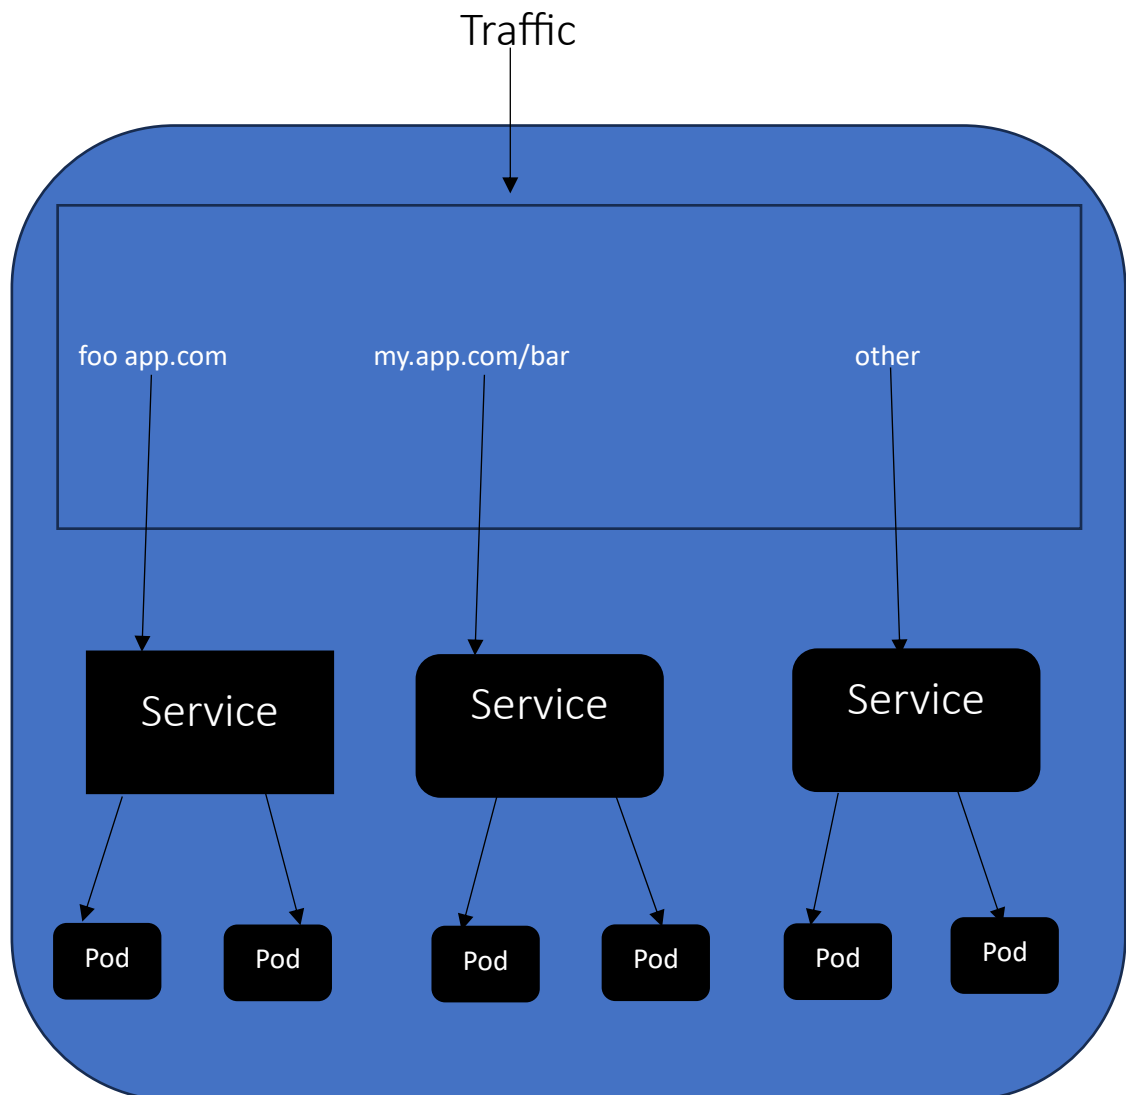 Traffic
foo app.com
my.app.com/bar
other
Service
Service
Service
Pod
Pod
Pod
Pod
Pod
Pod